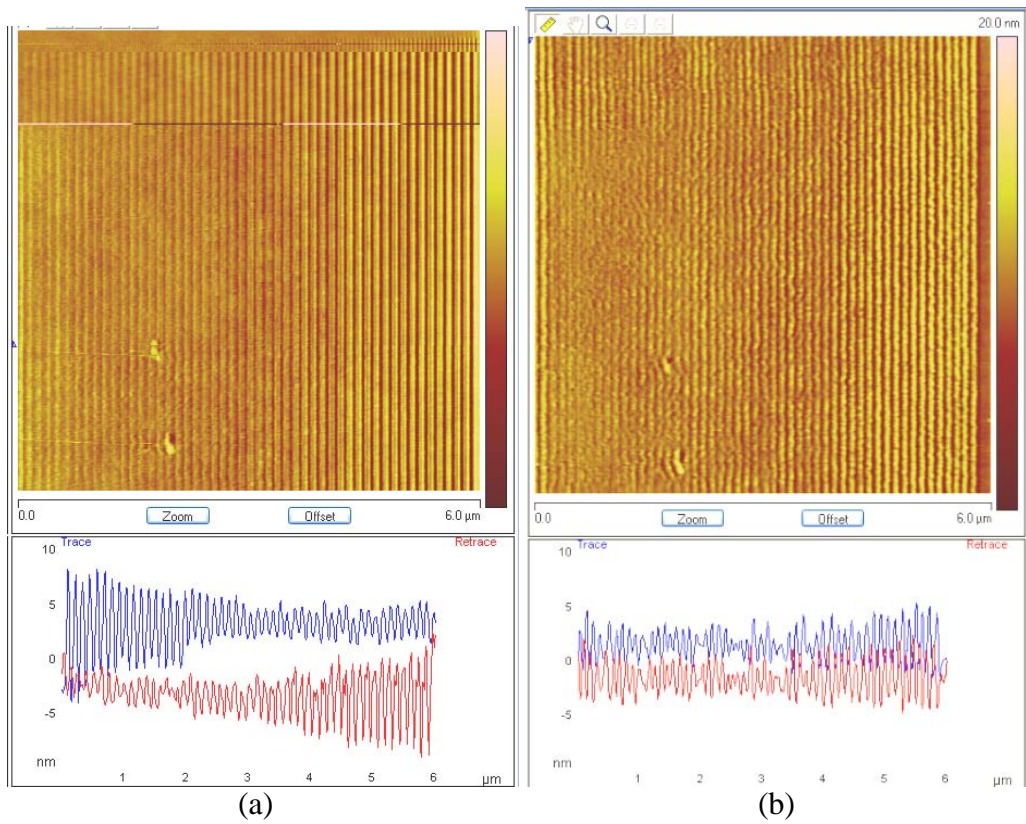 20.0 nm
0.0 Zoom Offset 6.0 µm
0.0 Zoom Offset 6.0 µm
Trace Retrace
10
5
0
-5
nm
1 2 3 4 5 6 µm
Trace Retrace
10
5
0
-5
nm
1 2 3 4 5 6 µm
(a) (b)